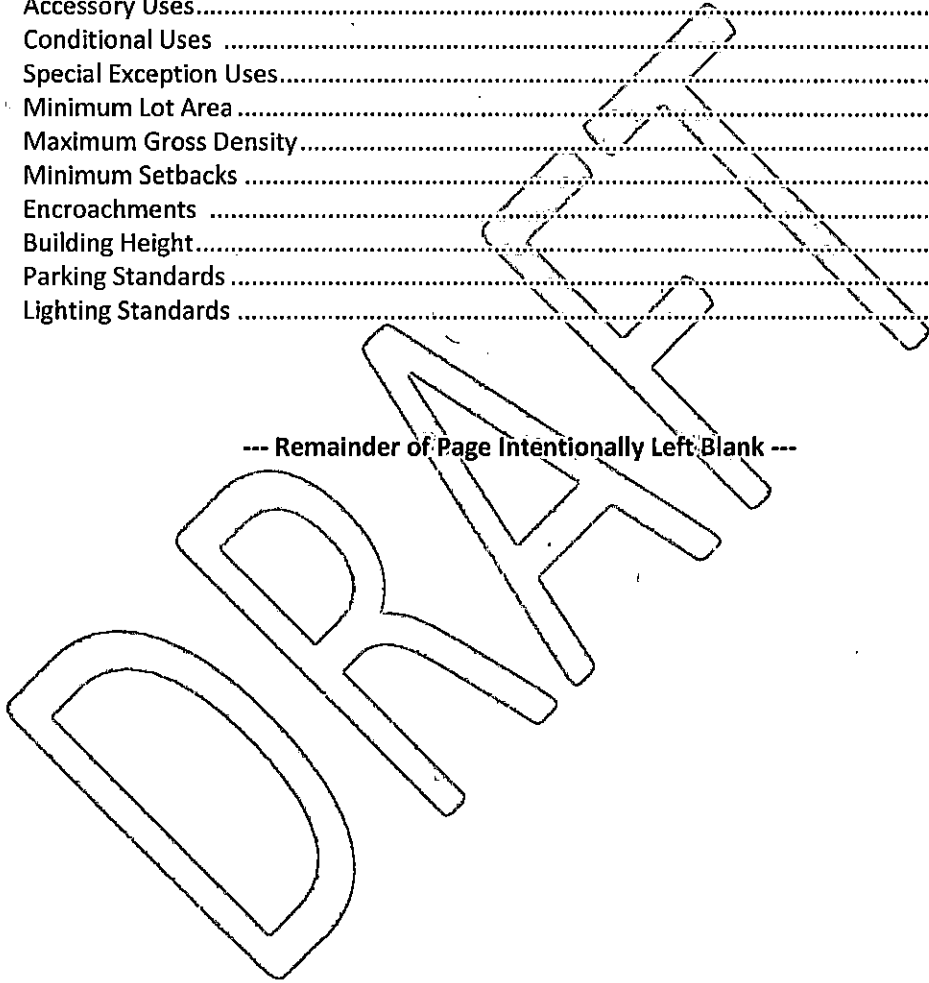 Accessory Uses................................................................................
Conditional Uses ................................................................................
Special Exception Uses................................................................................
Minimum Lot Area ................................................................................
Maximum Gross Density................................................................................
Minimum Setbacks ................................................................................
Encroachments ................................................................................
Building Height................................................................................
Parking Standards ................................................................................
Lighting Standards ................................................................................
--- Remainder of Page Intentionally Left Blank ---
DRAFT